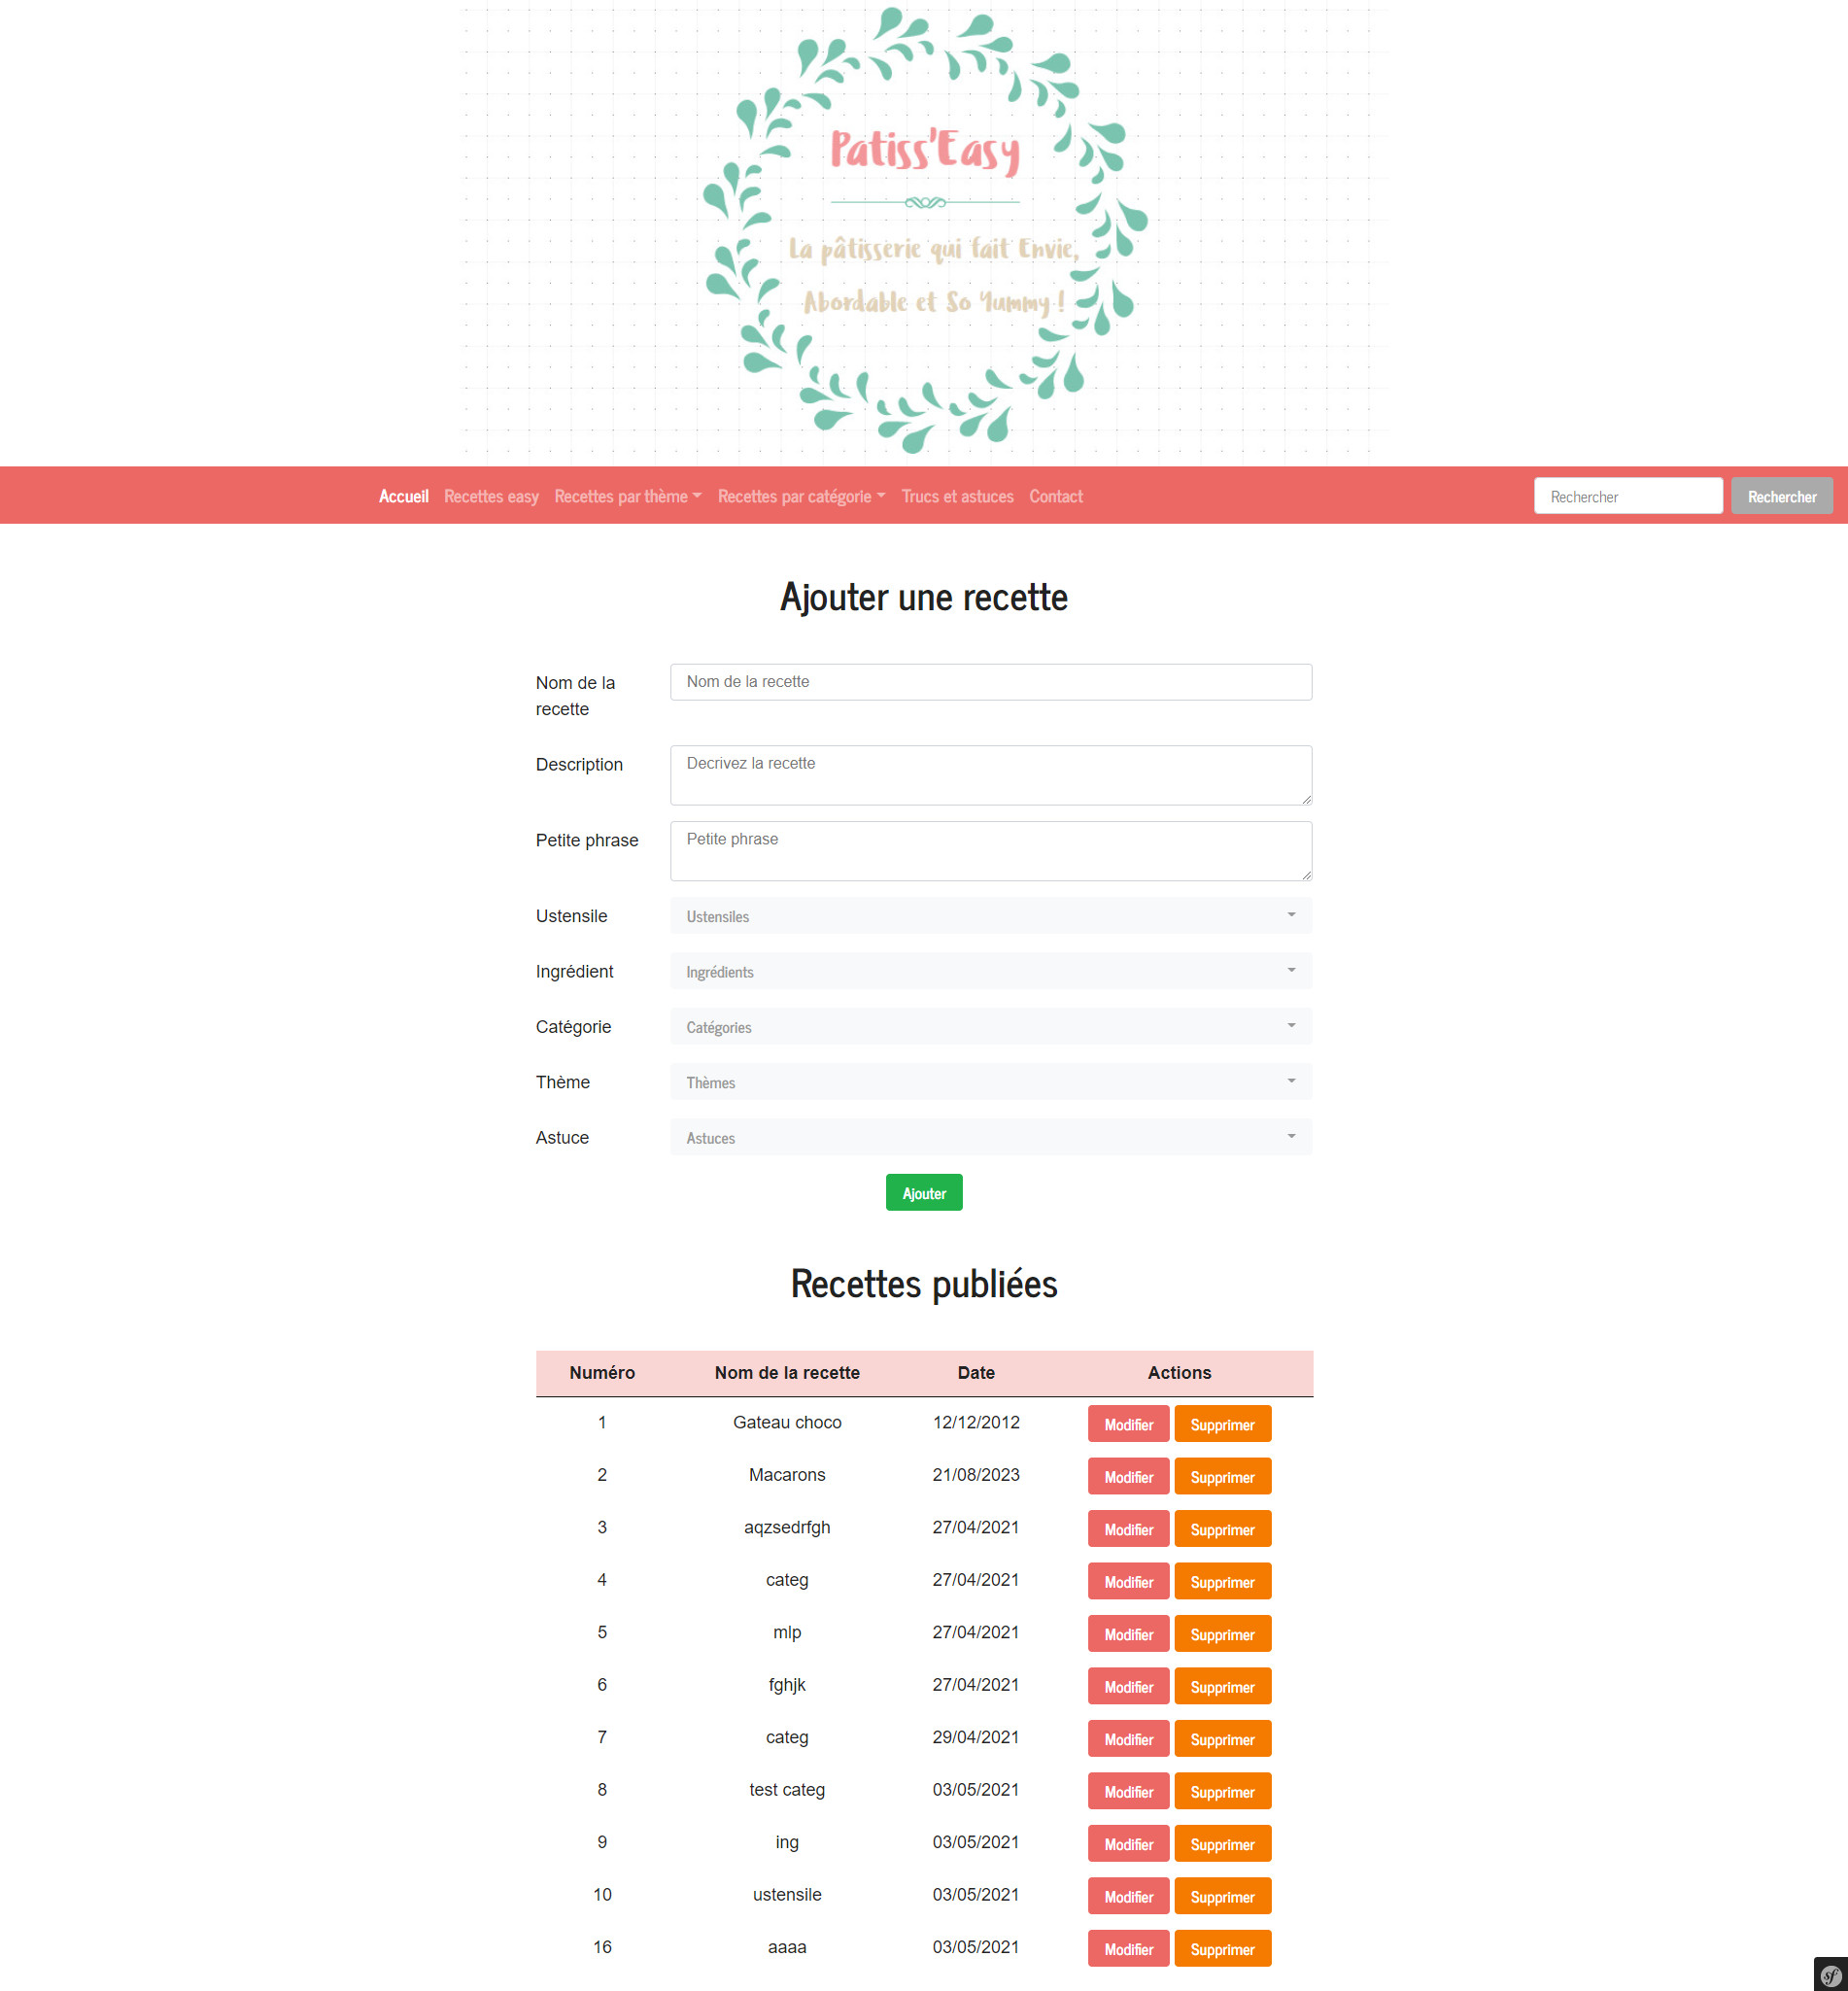 Patiss'Easy
La pâtisserie qui fait Envie,
Abordable et So Yummy !
Accueil Recettes easy Recettes par thème Recettes par catégorie Trucs et astuces Contact Rechercher Rechercher
Ajouter une recette
Nom de la recette Nom de la recette
Description Decrivez la recette
Petite phrase Petite phrase
Ustensile Ustensiles
Ingrédient Ingrédients
Catégorie Catégories
Thème Thèmes
Astuce Astuces
Ajouter
Recettes publiées
Numéro Nom de la recette Date Actions
1 Gateau choco 12/12/2012 Modifier Supprimer
2 Macarons 21/08/2023 Modifier Supprimer
3 aqzsedrfgh 27/04/2021 Modifier Supprimer
4 categ 27/04/2021 Modifier Supprimer
5 mlp 27/04/2021 Modifier Supprimer
6 fghjk 27/04/2021 Modifier Supprimer
7 categ 29/04/2021 Modifier Supprimer
8 test categ 03/05/2021 Modifier Supprimer
9 ing 03/05/2021 Modifier Supprimer
10 ustensile 03/05/2021 Modifier Supprimer
16 aaaa 03/05/2021 Modifier Supprimer
sf